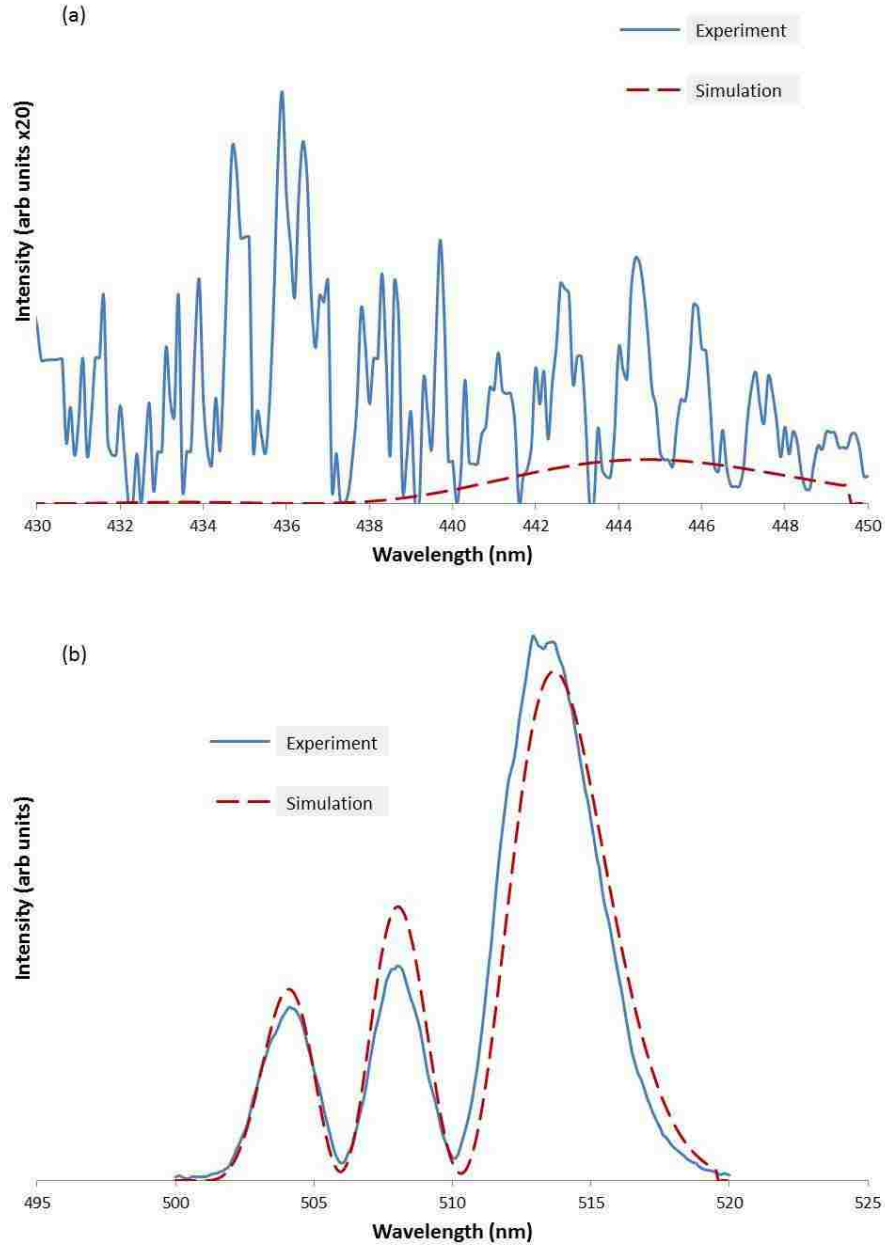 (a)
Experiment
Simulation
Intensity (arb units x20)
430 432 434 436 438 440 442 444 446 448 450
Wavelength (nm)
(b)
Experiment
Simulation
Intensity (arb units)
495 500 505 510 515 520 525
Wavelength (nm)